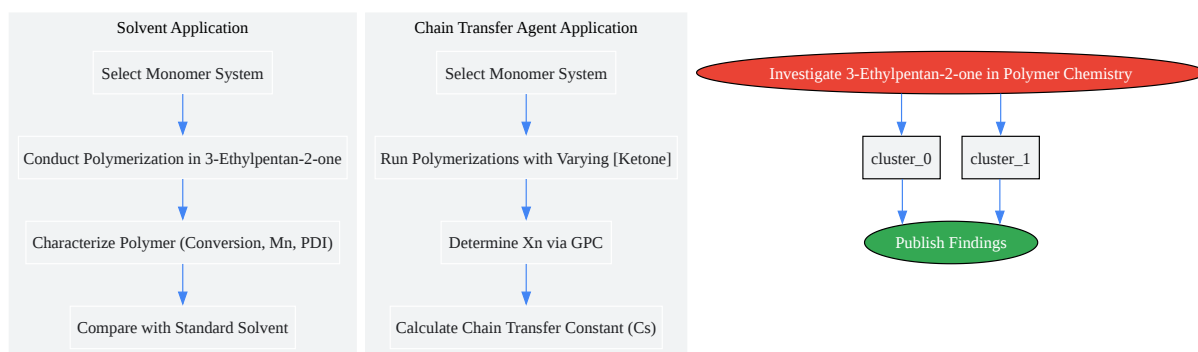 Solvent Application
Select Monomer System
Conduct Polymerization in 3-Ethylpentan-2-one
Characterize Polymer (Conversion, Mn, PDI)
Compare with Standard Solvent
Chain Transfer Agent Application
Select Monomer System
Run Polymerizations with Varying [Ketone]
Determine Xn via GPC
Calculate Chain Transfer Constant (Cs)
Investigate 3-Ethylpentan-2-one in Polymer Chemistry
cluster_0
cluster_1
Publish Findings